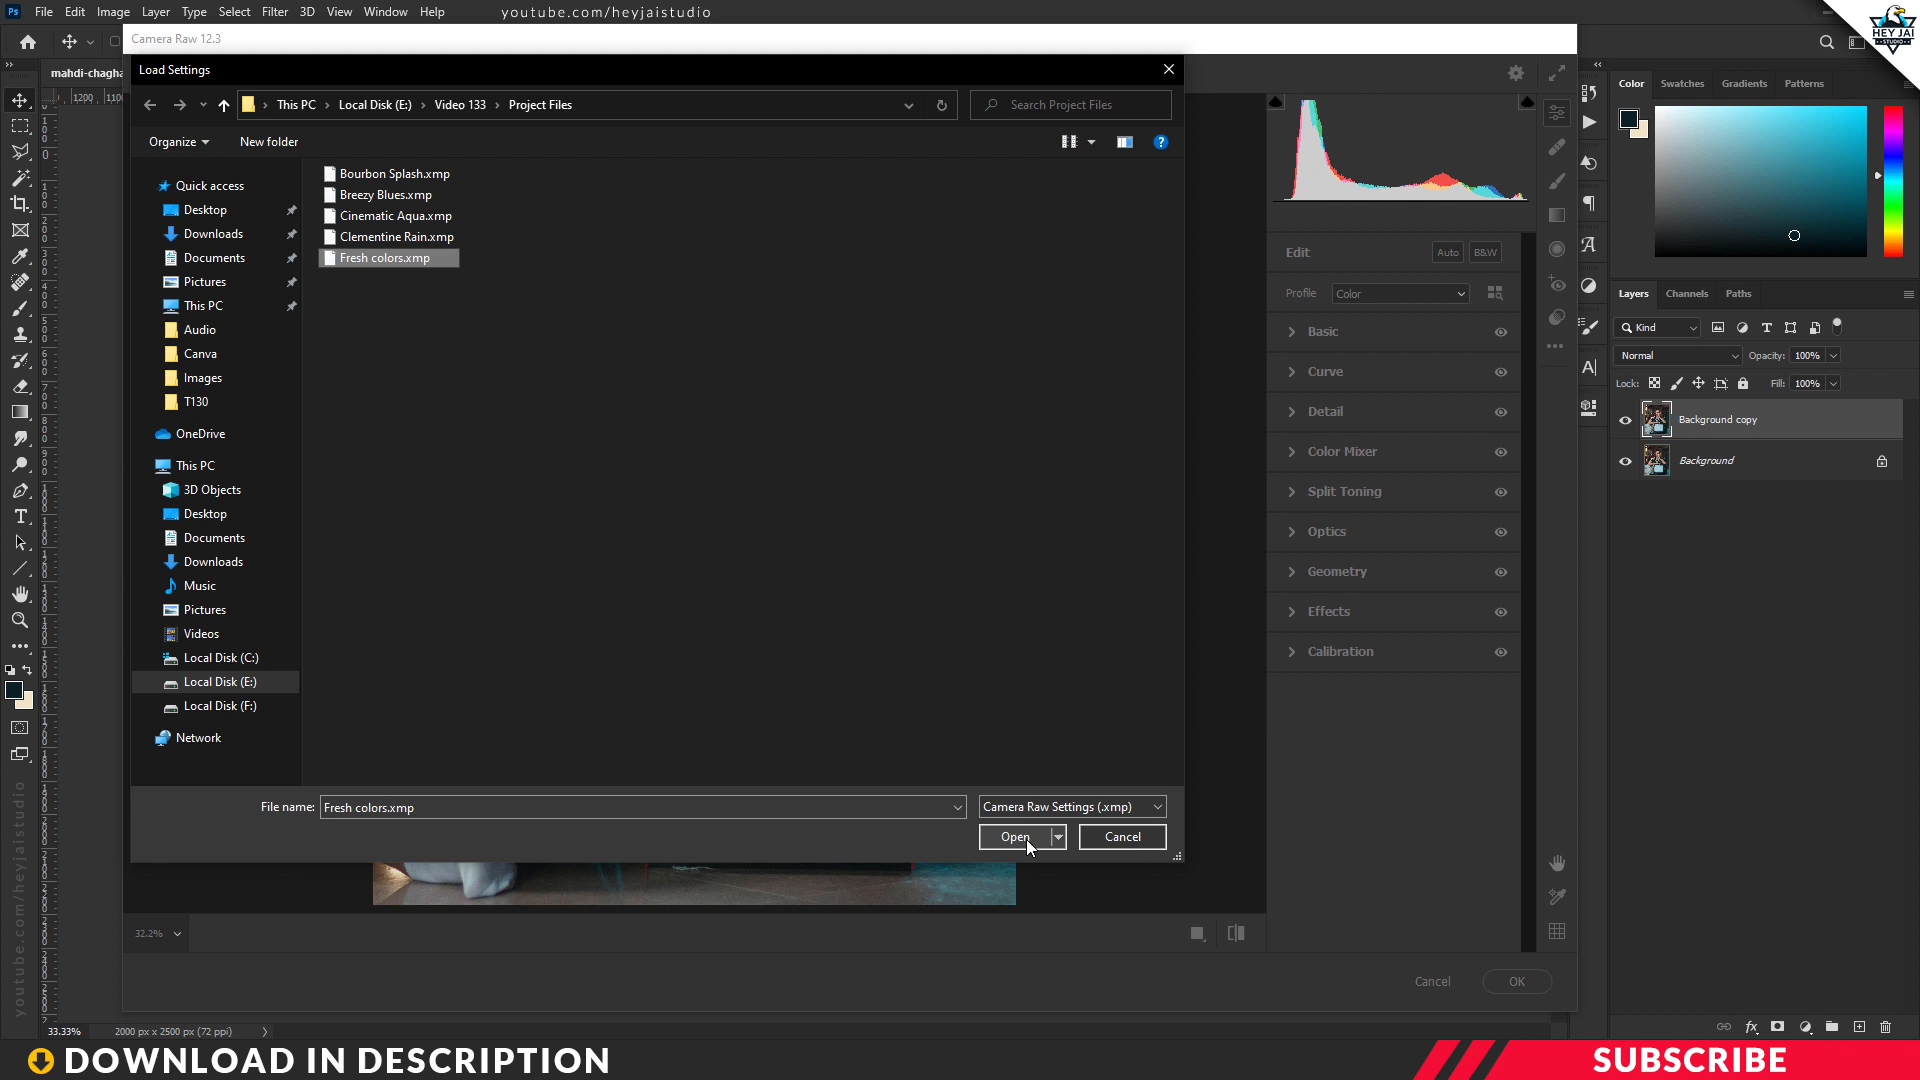 Ps File Edit Image Layer Type Select Filter 3D View Window Help youtube.com/heyjaistudio
HEY JAI
STUDIO
Camera Raw 12.3
mahdi-chagha
Load Settings
This PC Local Disk (E:) Video 133 Project Files
Search Project Files
Organize New folder
Quick access
Desktop
Downloads
Documents
Pictures
This PC
Audio
Canva
Images
T130
OneDrive
This PC
3D Objects
Desktop
Documents
Downloads
Music
Pictures
Videos
Local Disk (C:)
Local Disk (E:)
Local Disk (F:)
Network
Bourbon Splash.xmp
Breezy Blues.xmp
Cinematic Aqua.xmp
Clementine Rain.xmp
Fresh colors.xmp
File name: Fresh colors.xmp
Camera Raw Settings (.xmp)
Open Cancel
Edit Auto B&W
Profile Color
Basic
Curve
Detail
Color Mixer
Split Toning
Optics
Geometry
Effects
Calibration
32.2%
Cancel OK
Color Swatches Gradients Patterns
Layers Channels Paths
Kind
Normal Opacity: 100%
Lock: Fill: 100%
Background copy
Background
youtube.com/heyjaistudio
33.33% 2000 px x 2500 px (72 ppi)
DOWNLOAD IN DESCRIPTION
SUBSCRIBE